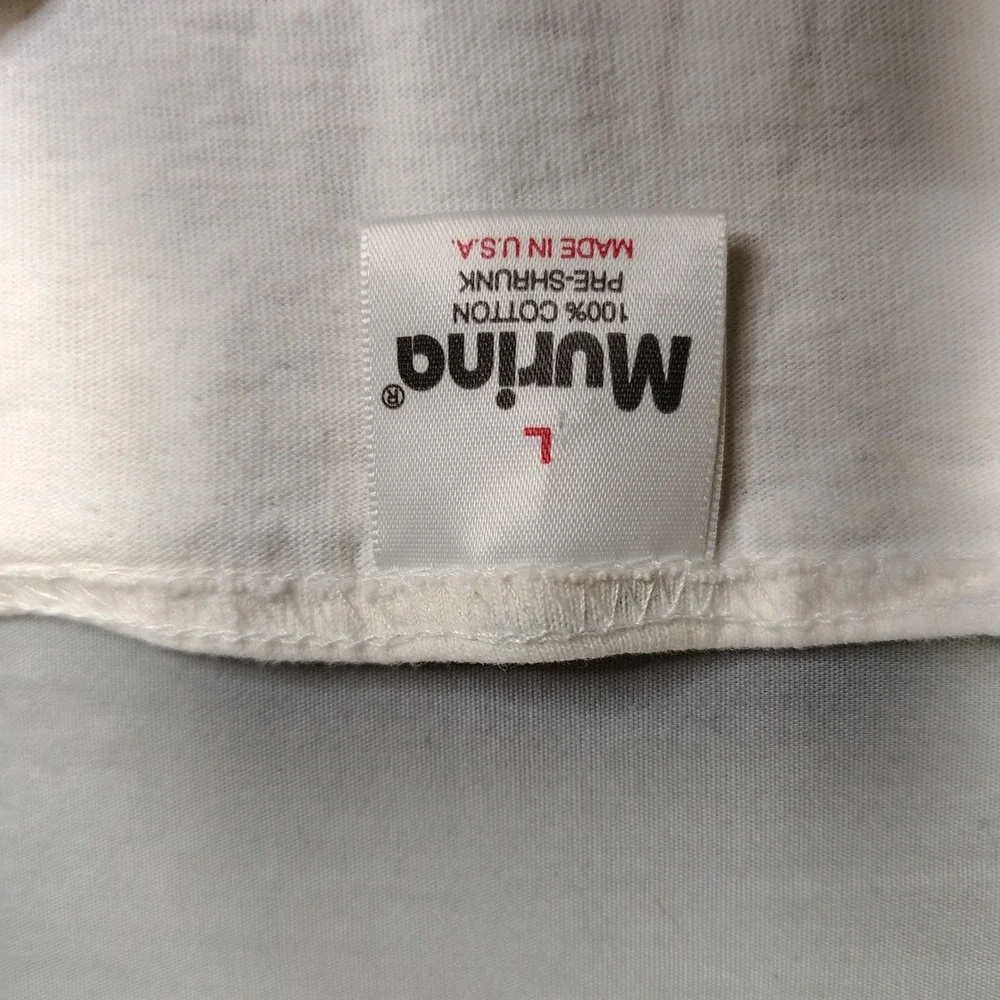 L
Murina®
100% COTTON
PRE-SHRUNK
MADE IN U.S.A.